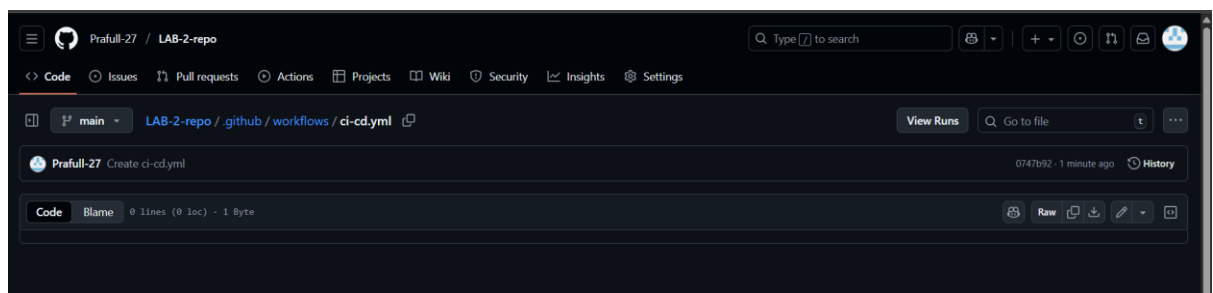 Prafull-27 / LAB-2-repo
Type / to search
<> Code Issues Pull requests Actions Projects Wiki Security Insights Settings
main LAB-2-repo / .github / workflows / ci-cd.yml
View Runs Go to file t
Prafull-27 Create ci-cd.yml
0747b92 · 1 minute ago History
Code Blame 0 lines (0 loc) · 1 Byte
Raw